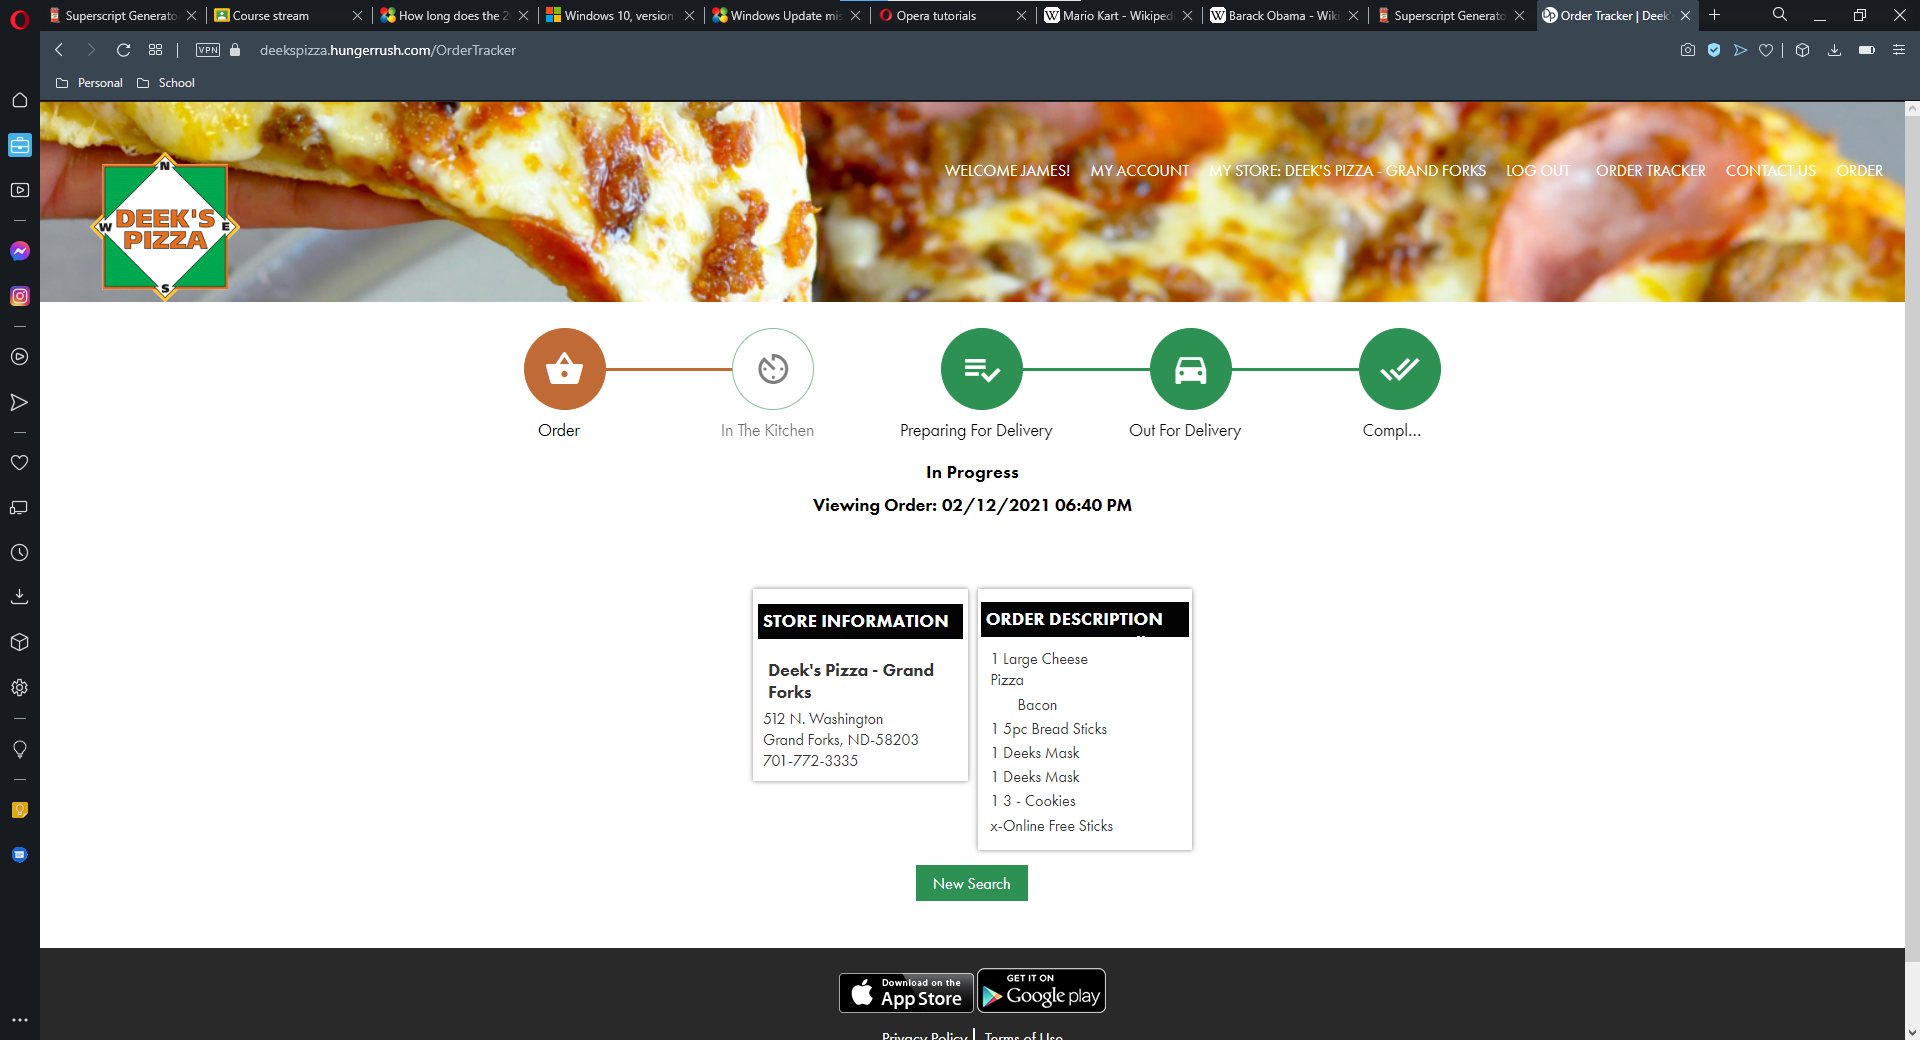 Superscript Generato
Course stream
How long does the 2
Windows 10, version
Windows Update mis
Opera tutorials
Mario Kart - Wikiped
Barack Obama - Wiki
Superscript Generato
Order Tracker | Deek'
VPN
deekspizza.hungerrush.com/OrderTracker
Personal
School
WELCOME JAMES!
MY ACCOUNT
MY STORE: DEEK'S PIZZA - GRAND FORKS
LOG OUT
ORDER TRACKER
CONTACT US
ORDER
N
W
DEEK'S
E
PIZZA
S
Order
In The Kitchen
Preparing For Delivery
Out For Delivery
Compl...
In Progress
Viewing Order: 02/12/2021 06:40 PM
STORE INFORMATION
Deek's Pizza - Grand
Forks
512 N. Washington
Grand Forks, ND-58203
701-772-3335
ORDER DESCRIPTION
1 Large Cheese
Pizza
Bacon
1 5pc Bread Sticks
1 Deeks Mask
1 Deeks Mask
1 3 - Cookies
x-Online Free Sticks
New Search
Download on the
App Store
GET IT ON
Google play
Privacy Policy
Terms of Use